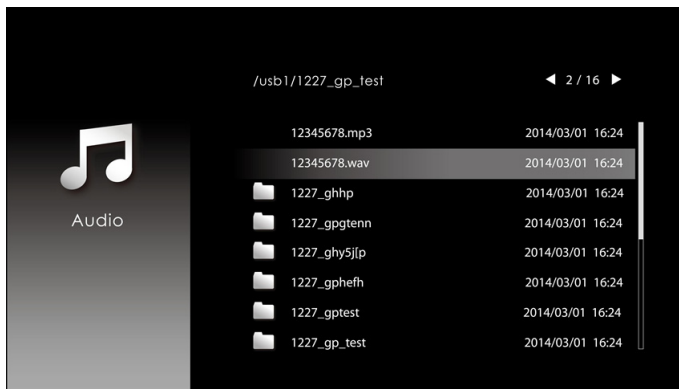 /usb1/1227_gp_test ◀ 2 / 16 ▶
12345678.mp3 2014/03/01 16:24
12345678.wav 2014/03/01 16:24
1227_ghhp 2014/03/01 16:24
Audio
1227_gpgtenn 2014/03/01 16:24
1227_ghy5j[p 2014/03/01 16:24
1227_gphefh 2014/03/01 16:24
1227_gptest 2014/03/01 16:24
1227_gp_test 2014/03/01 16:24